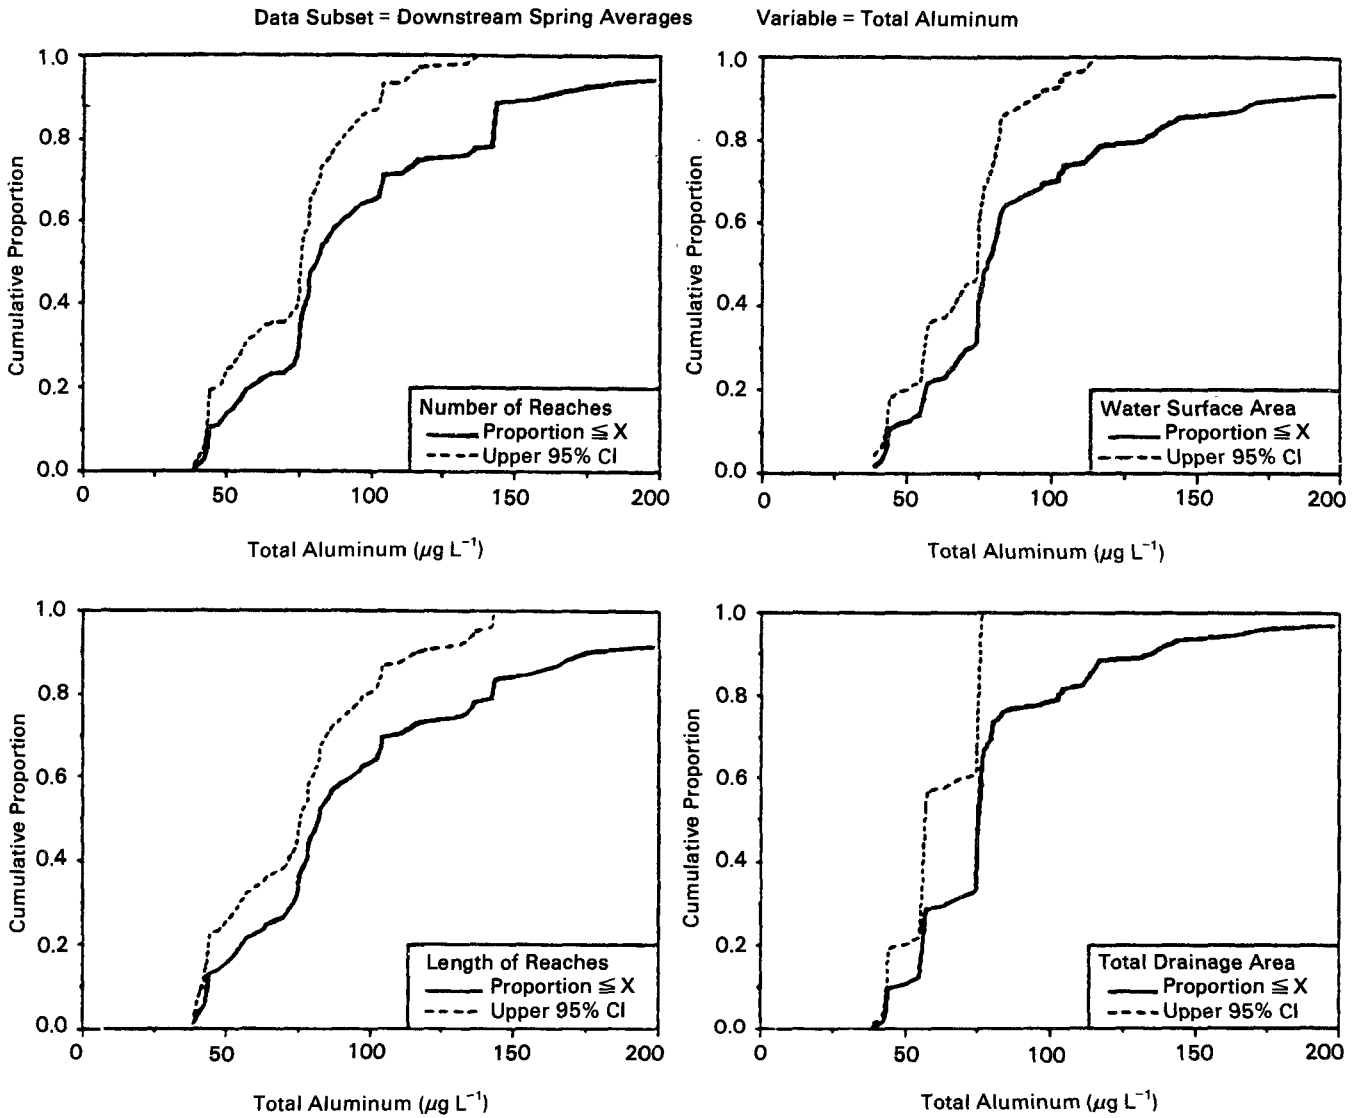 Data Subset = Downstream Spring Averages Variable = Total Aluminum
Cumulative Proportion
1.0
0.8
0.6
0.4
0.2
0.0
0 50 100 150 200
Number of Reaches
Proportion ≦ X
Upper 95% CI
Total Aluminum (μg L⁻¹)
Cumulative Proportion
1.0
0.8
0.6
0.4
0.2
0.0
0 50 100 150 200
Water Surface Area
Proportion ≦ X
Upper 95% CI
Total Aluminum (μg L⁻¹)
Cumulative Proportion
1.0
0.8
0.6
0.4
0.2
0.0
0 50 100 150 200
Length of Reaches
Proportion ≦ X
Upper 95% CI
Total Aluminum (μg L⁻¹)
Cumulative Proportion
1.0
0.8
0.6
0.4
0.2
0.0
0 50 100 150 200
Total Drainage Area
Proportion ≦ X
Upper 95% CI
Total Aluminum (μg L⁻¹)